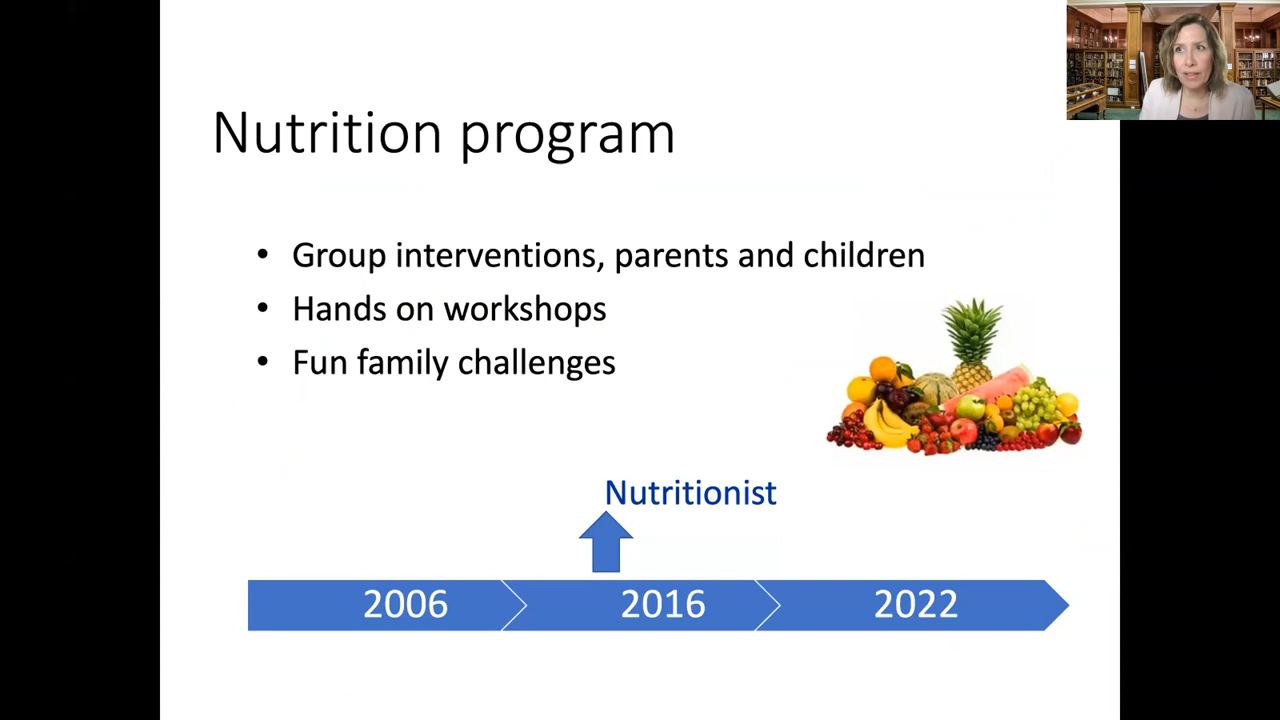 Nutrition program
• Group interventions, parents and children
• Hands on workshops
• Fun family challenges
Nutritionist
2006 2016 2022